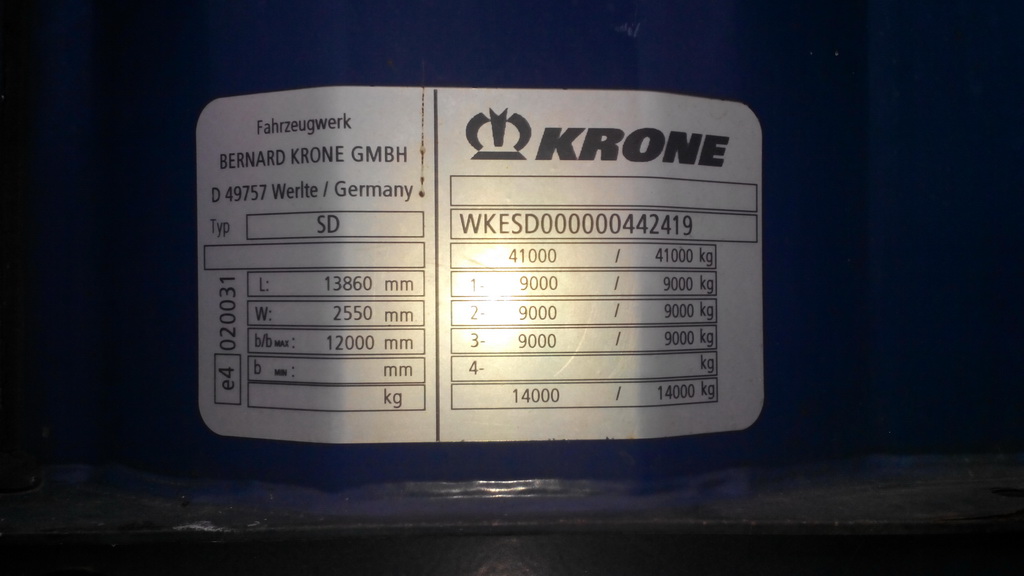 Fahrzeugwerk
BERNARD KRONE GMBH
D 49757 Werlte / Germany
Typ SD
e4 020031
L: 13860 mm
W: 2550 mm
b/b MAX : 12000 mm
b MIN : mm
kg
KRONE
WKESD000000442419
41000 / 41000 kg
1- 9000 / 9000 kg
2- 9000 / 9000 kg
3- 9000 / 9000 kg
4- kg
14000 / 14000 kg